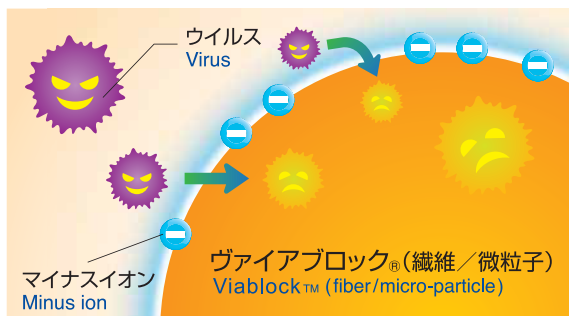 ウイルス
Virus
マイナスイオン
Minus ion
ヴァイアブロック®(繊維／微粒子)
Viablock™ (fiber/micro-particle)